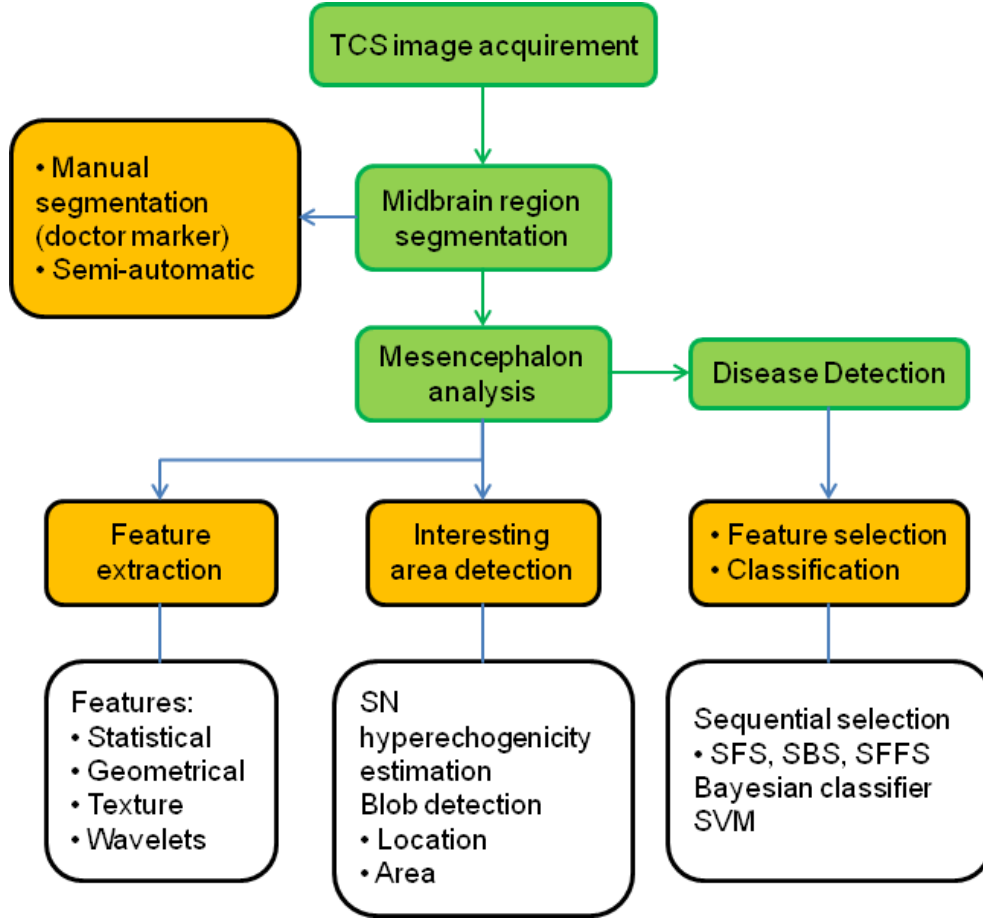 TCS image acquirement
• Manual
segmentation
(doctor marker)
• Semi-automatic
Midbrain region
segmentation
Mesencephalon
analysis
Disease Detection
Feature
extraction
Interesting
area detection
• Feature selection
• Classification
Features:
• Statistical
• Geometrical
• Texture
• Wavelets
SN
hyperechogenicity
estimation
Blob detection
• Location
• Area
Sequential selection
• SFS, SBS, SFFS
Bayesian classifier
SVM